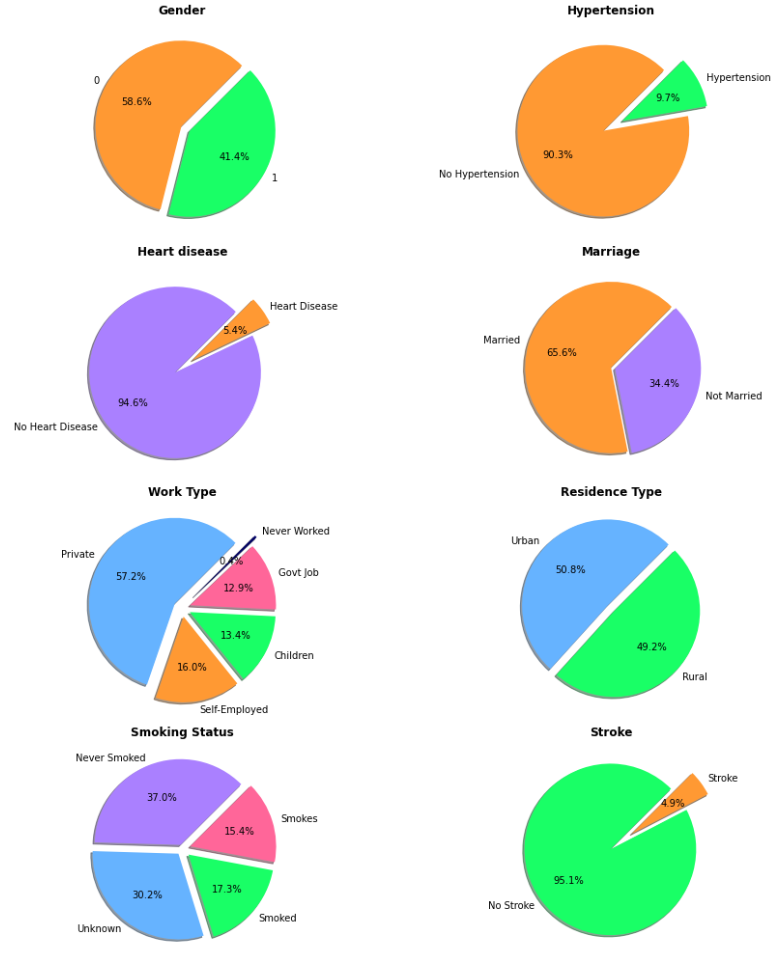 Gender
0
58.6%
41.4%
1
Hypertension
Hypertension
9.7%
90.3%
No Hypertension
Heart disease
Heart Disease
5.4%
94.6%
No Heart Disease
Marriage
Married
65.6%
34.4%
Not Married
Work Type
Never Worked
Private
0.4%
Govt Job
57.2%
12.9%
13.4%
Children
16.0%
Self-Employed
Residence Type
Urban
50.8%
49.2%
Rural
Smoking Status
Never Smoked
37.0%
Smokes
15.4%
17.3%
30.2%
Smoked
Unknown
Stroke
Stroke
4.9%
95.1%
No Stroke